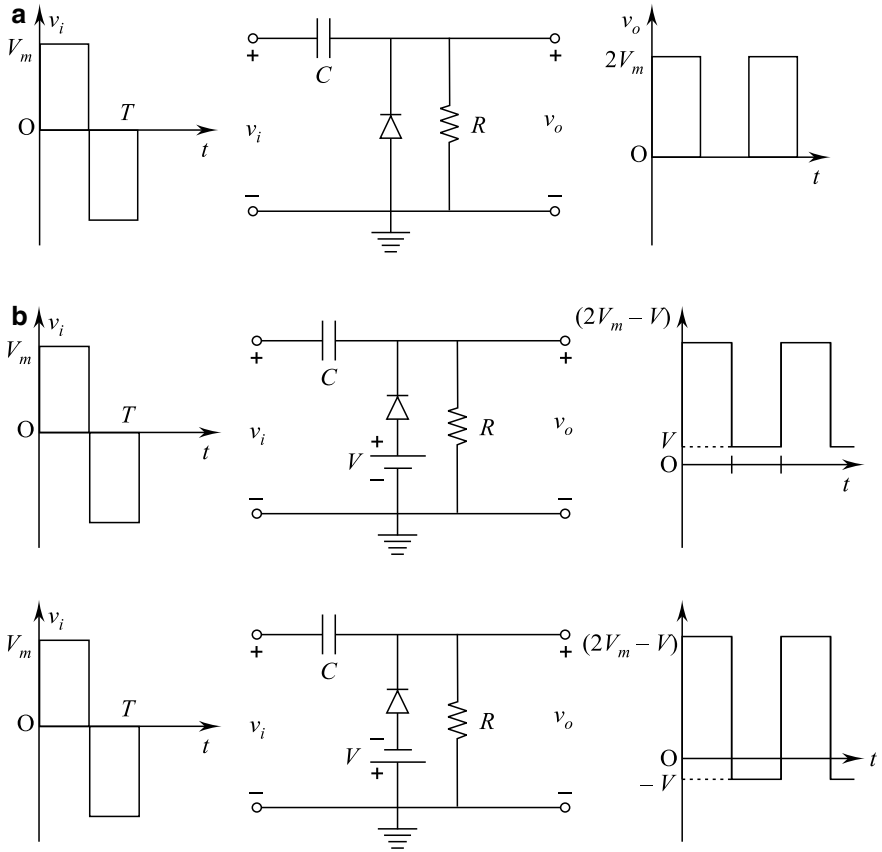 a
v_i
V_m
O
T
t
+
C
+
v_i
R
v_o
−
−
v_o
2V_m
O
t
b
v_i
V_m
O
T
t
+
C
+
v_i
+
V
−
R
v_o
−
−
(2V_m − V)
V
O
t
v_i
V_m
O
T
t
+
C
+
v_i
−
V
+
R
v_o
−
−
(2V_m − V)
O
t
− V